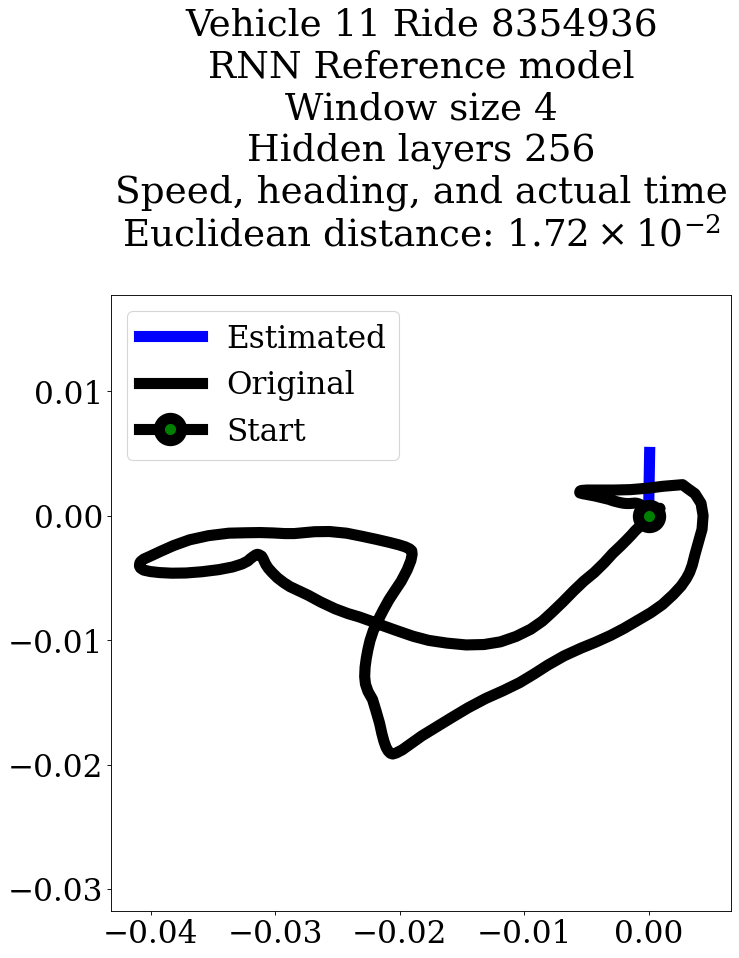 Vehicle 11 Ride 8354936
RNN Reference model
Window size 4
Hidden layers 256
Speed, heading, and actual time
Euclidean distance: 1.72 × 10⁻²
Estimated
Original
Start
0.01
0.00
−0.01
−0.02
−0.03
−0.04 −0.03 −0.02 −0.01 0.00